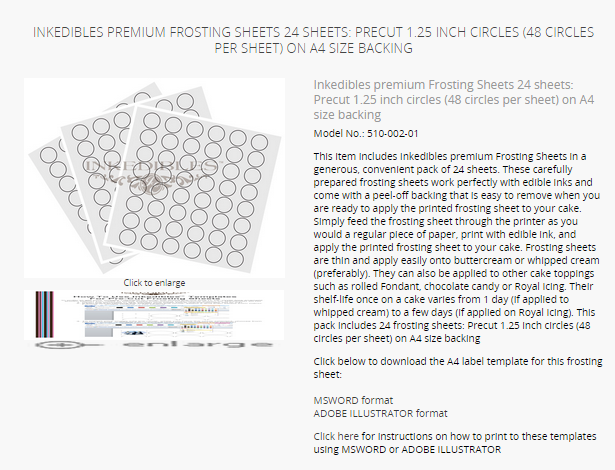 INKEDIBLES PREMIUM FROSTING SHEETS 24 SHEETS: PRECUT 1.25 INCH CIRCLES (48 CIRCLES
PER SHEET) ON A4 SIZE BACKING
INKEDIBLES
Click to enlarge
enlarge
Inkedibles premium Frosting Sheets 24 sheets:
Precut 1.25 inch circles (48 circles per sheet) on A4
size backing
Model No.: 510-002-01
This item includes Inkedibles premium Frosting Sheets in a
generous, convenient pack of 24 sheets. These carefully
prepared frosting sheets work perfectly with edible inks and
come with a peel-off backing that is easy to remove when you
are ready to apply the printed frosting sheet to your cake.
Simply feed the frosting sheet through the printer as you
would a regular piece of paper, print with edible ink, and
apply the printed frosting sheet to your cake. Frosting sheets
are thin and apply easily onto buttercream or whipped cream
(preferably). They can also be applied to other cake toppings
such as rolled Fondant, chocolate candy or Royal Icing. Their
shelf-life once on a cake varies from 1 day (if applied to
whipped cream) to a few days (if applied on Royal Icing). This
pack includes 24 frosting sheets: Precut 1.25 inch circles (48
circles per sheet) on A4 size backing
Click below to download the A4 label template for this frosting
sheet:
MSWORD format
ADOBE ILLUSTRATOR format
Click here for instructions on how to print to these templates
using MSWORD or ADOBE ILLUSTRATOR